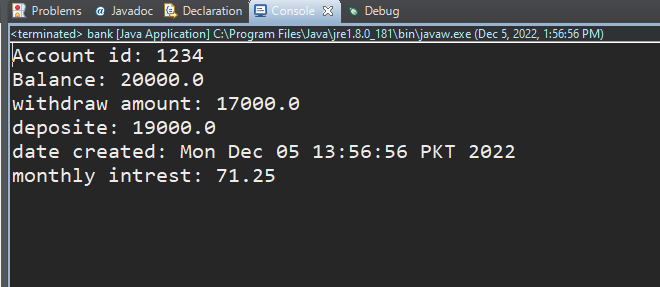 Problems @ Javadoc Declaration Console Debug
<terminated> bank [Java Application] C:\Program Files\Java\jre1.8.0_181\bin\javaw.exe (Dec 5, 2022, 1:56:56 PM)
Account id: 1234
Balance: 20000.0
withdraw amount: 17000.0
deposite: 19000.0
date created: Mon Dec 05 13:56:56 PKT 2022
monthly intrest: 71.25